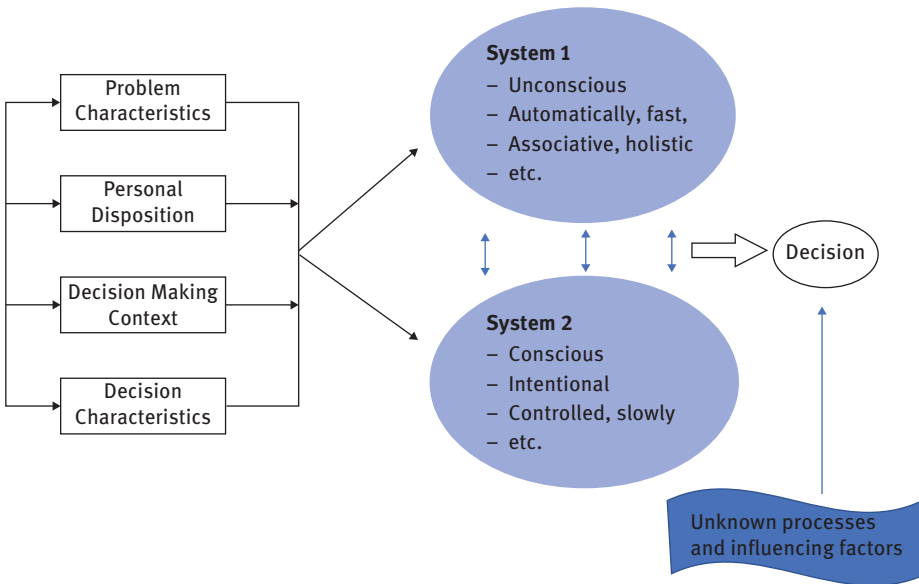 Problem
Characteristics
Personal
Disposition
Decision Making
Context
Decision
Characteristics
System 1
– Unconscious
– Automatically, fast,
– Associative, holistic
– etc.
System 2
– Conscious
– Intentional
– Controlled, slowly
– etc.
Decision
Unknown processes
and influencing factors